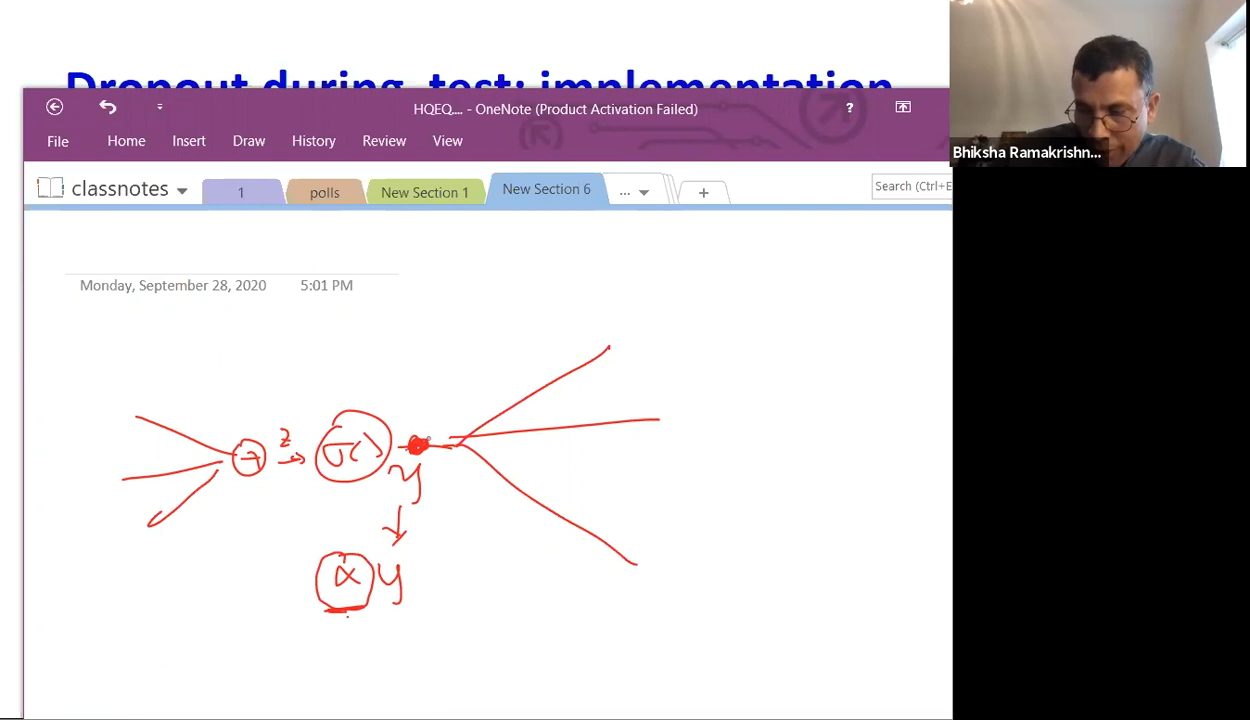 Dropout during test: implementation
HQEQ.... - OneNote (Product Activation Failed)
?
File Home Insert Draw History Review View
classnotes 1 polls New Section 1 New Section 6 ... + Search (Ctrl+E
Bhiksha Ramakrishn...
Monday, September 28, 2020 5:01 PM
+ z σ( )
y
α y